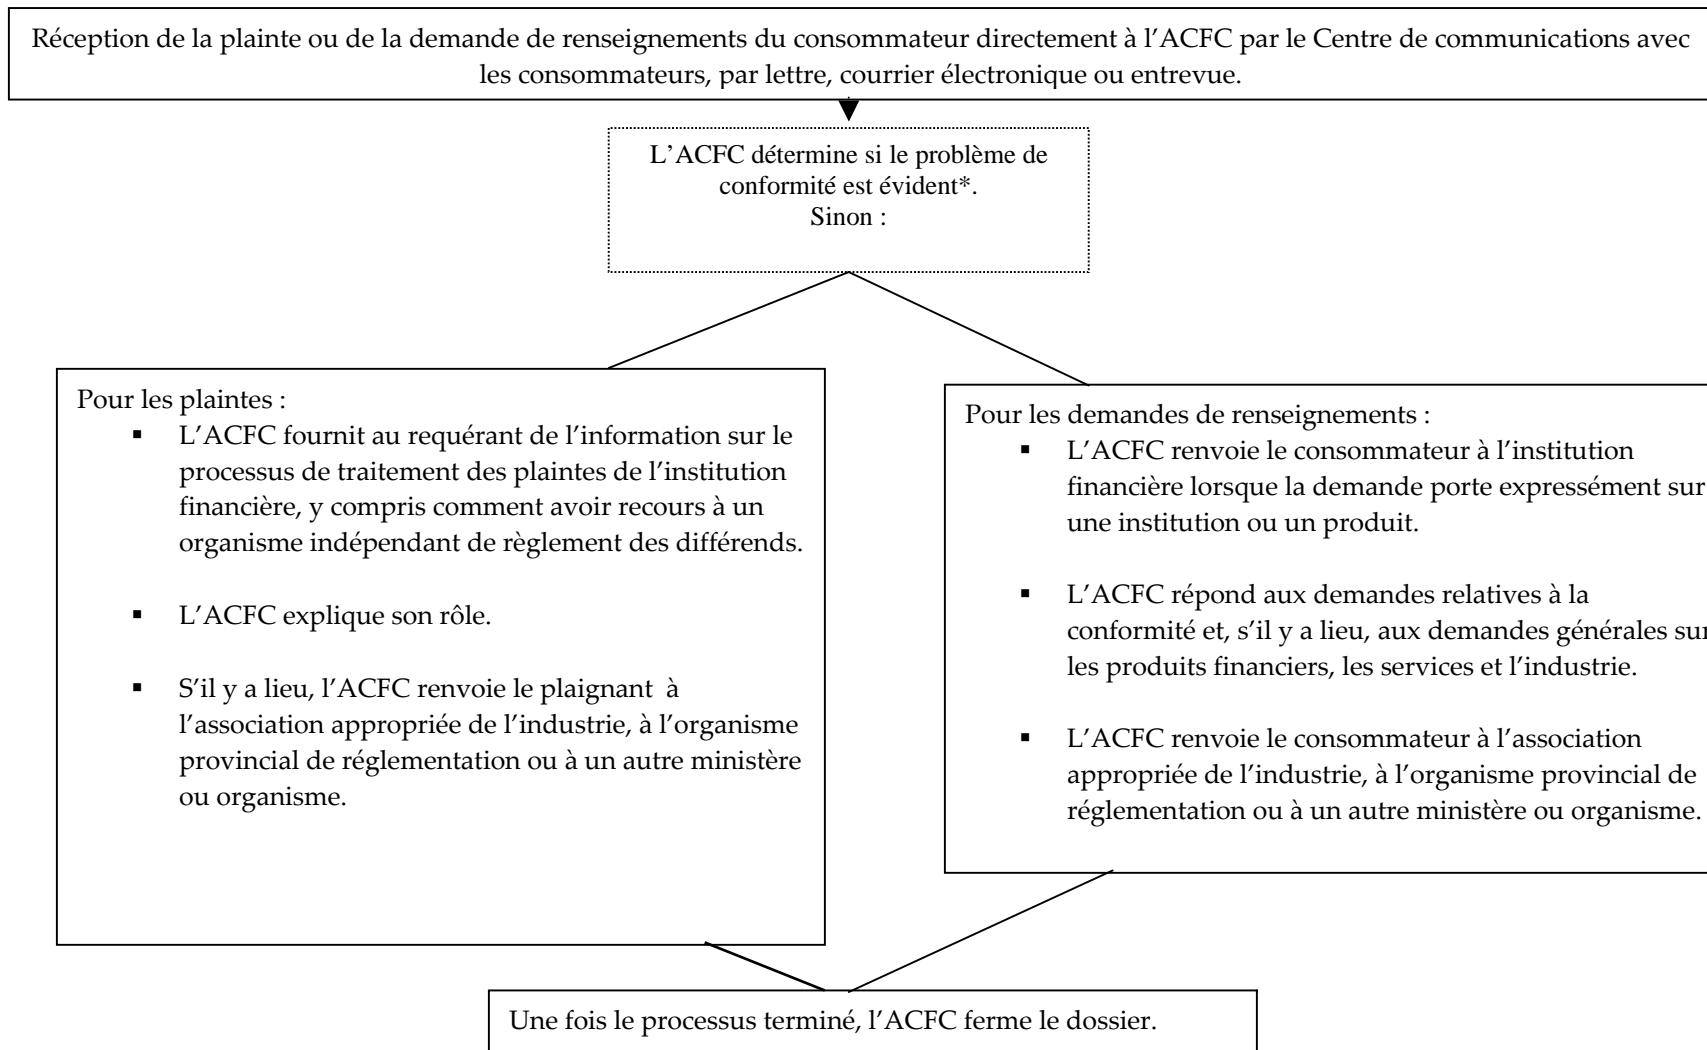 Réception de la plainte ou de la demande de renseignements du consommateur directement à l’ACFC par le Centre de communications avec
les consommateurs, par lettre, courrier électronique ou entrevue.
L’ACFC détermine si le problème de
conformité est évident*.
Sinon :
Pour les plaintes :
▪ L’ACFC fournit au requérant de l’information sur le
processus de traitement des plaintes de l’institution
financière, y compris comment avoir recours à un
organisme indépendant de règlement des différends.
▪ L’ACFC explique son rôle.
▪ S’il y a lieu, l’ACFC renvoie le plaignant à
l’association appropriée de l’industrie, à l’organisme
provincial de réglementation ou à un autre ministère
ou organisme.
Pour les demandes de renseignements :
▪ L’ACFC renvoie le consommateur à l’institution
financière lorsque la demande porte expressément sur
une institution ou un produit.
▪ L’ACFC répond aux demandes relatives à la
conformité et, s’il y a lieu, aux demandes générales sur
les produits financiers, les services et l’industrie.
▪ L’ACFC renvoie le consommateur à l’association
appropriée de l’industrie, à l’organisme provincial de
réglementation ou à un autre ministère ou organisme.
Une fois le processus terminé, l’ACFC ferme le dossier.